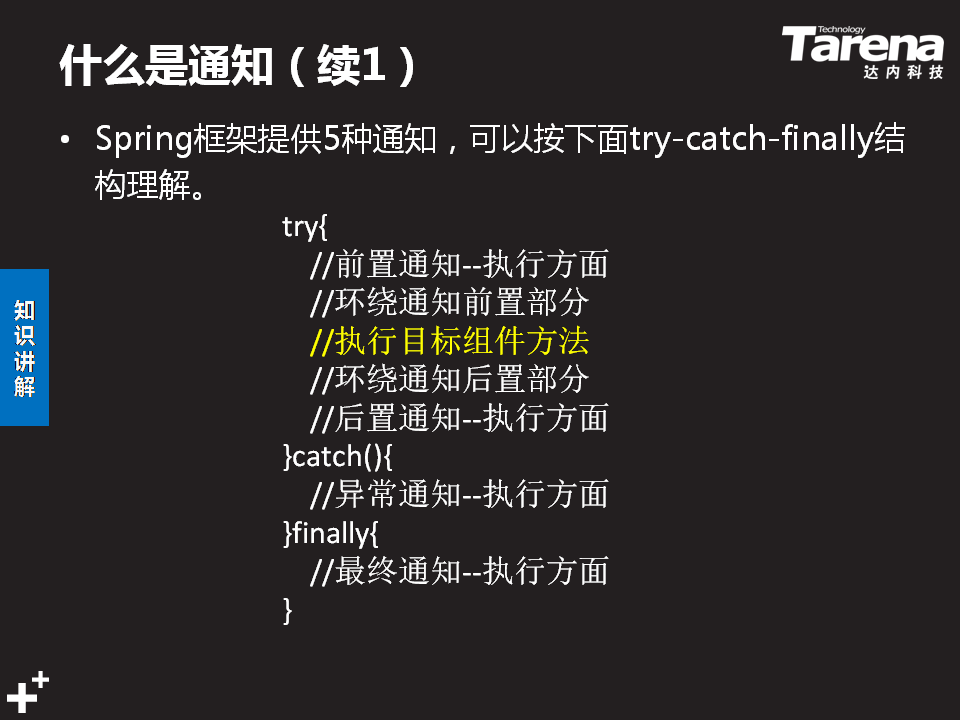 什么是通知（续1）
Technology
Tarena
达内科技
• Spring框架提供5种通知，可以按下面try-catch-finally结
构理解。
try{
//前置通知--执行方面
//环绕通知前置部分
//执行目标组件方法
//环绕通知后置部分
//后置通知--执行方面
}catch(){
//异常通知--执行方面
}finally{
//最终通知--执行方面
}
知识讲解